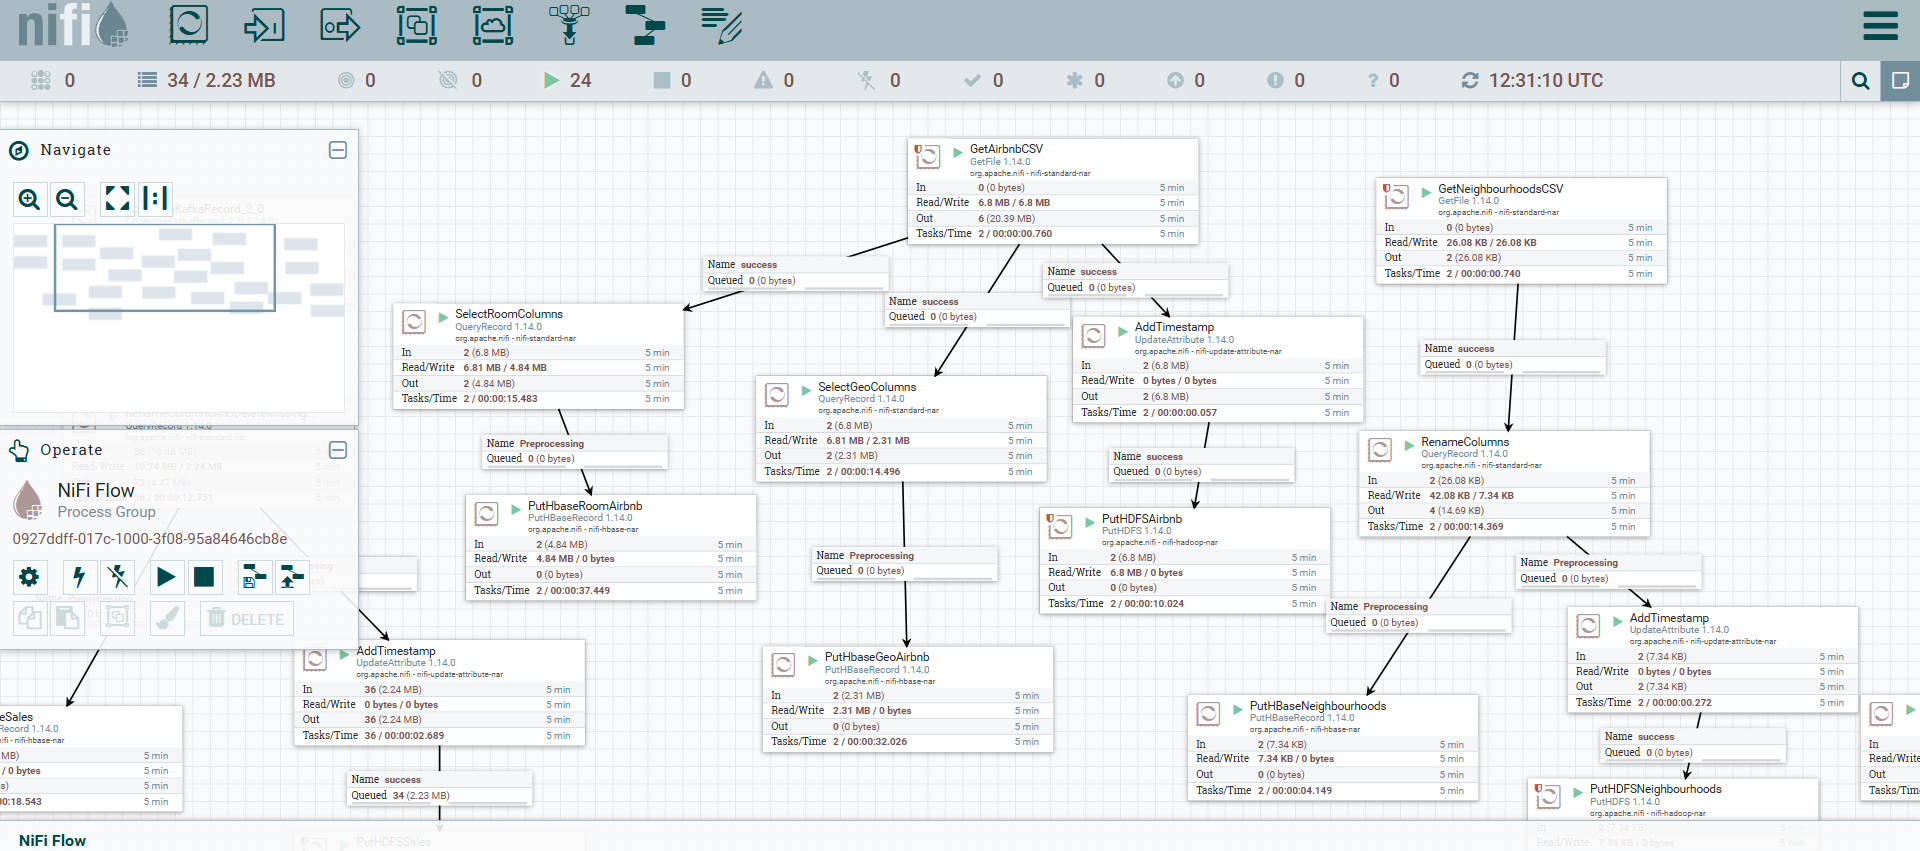 nifi
0
34 / 2.23 MB
0
0
24
0
0
0
0
0
0
0
? 0
12:31:10 UTC
Navigate
KafkaRecord_2_0
Operate
NiFi Flow
Process Group
0927ddff-017c-1000-3f08-95a84646cb8e
DELETE
GetAirbnbCSV
GetFile 1.14.0
org.apache.nifi - nifi-standard-nar
In 0 (0 bytes) 5 min
Read/Write 6.8 MB / 6.8 MB 5 min
Out 6 (20.39 MB) 5 min
Tasks/Time 2 / 00:00:00.760 5 min
GetNeighbourhoodsCSV
GetFile 1.14.0
org.apache.nifi - nifi-standard-nar
In 0 (0 bytes) 5 min
Read/Write 26.08 KB / 26.08 KB 5 min
Out 2 (26.08 KB) 5 min
Tasks/Time 2 / 00:00:00.740 5 min
Name success
Queued 0 (0 bytes)
Name success
Queued 0 (0 bytes)
Name success
Queued 0 (0 bytes)
SelectRoomColumns
QueryRecord 1.14.0
org.apache.nifi - nifi-standard-nar
In 2 (6.8 MB) 5 min
Read/Write 6.81 MB / 4.84 MB 5 min
Out 2 (4.84 MB) 5 min
Tasks/Time 2 / 00:00:15.483 5 min
AddTimestamp
UpdateAttribute 1.14.0
org.apache.nifi - nifi-update-attribute-nar
In 2 (6.8 MB) 5 min
Read/Write 0 bytes / 0 bytes 5 min
Out 2 (6.8 MB) 5 min
Tasks/Time 2 / 00:00:00.057 5 min
Name success
Queued 0 (0 bytes)
SelectGeoColumns
QueryRecord 1.14.0
org.apache.nifi - nifi-standard-nar
In 2 (6.8 MB) 5 min
Read/Write 6.81 MB / 2.31 MB 5 min
Out 2 (2.31 MB) 5 min
Tasks/Time 2 / 00:00:14.496 5 min
Name Preprocessing
Queued 0 (0 bytes)
Name success
Queued 0 (0 bytes)
RenameColumns
QueryRecord 1.14.0
org.apache.nifi - nifi-standard-nar
In 2 (26.08 KB) 5 min
Read/Write 42.08 KB / 7.34 KB 5 min
Out 4 (14.69 KB) 5 min
Tasks/Time 2 / 00:00:14.369 5 min
PutHbaseRoomAirbnb
PutHBaseRecord 1.14.0
org.apache.nifi - nifi-hbase-nar
In 2 (4.84 MB) 5 min
Read/Write 4.84 MB / 0 bytes 5 min
Out 0 (0 bytes) 5 min
Tasks/Time 2 / 00:00:37.449 5 min
PutHDFSAirbnb
PutHDFS 1.14.0
org.apache.nifi - nifi-hadoop-nar
In 2 (6.8 MB) 5 min
Read/Write 6.8 MB / 0 bytes 5 min
Out 0 (0 bytes) 5 min
Tasks/Time 2 / 00:00:10.024 5 min
Name Preprocessing
Queued 0 (0 bytes)
Name Preprocessing
Queued 0 (0 bytes)
Name Preprocessing
Queued 0 (0 bytes)
AddTimestamp
UpdateAttribute 1.14.0
org.apache.nifi - nifi-update-attribute-nar
In 2 (7.34 KB) 5 min
Read/Write 0 bytes / 0 bytes 5 min
Out 2 (7.34 KB) 5 min
Tasks/Time 2 / 00:00:00.272 5 min
AddTimestamp
UpdateAttribute 1.14.0
org.apache.nifi - nifi-update-attribute-nar
In 36 (2.24 MB) 5 min
Read/Write 0 bytes / 0 bytes 5 min
Out 36 (2.24 MB) 5 min
Tasks/Time 36 / 00:00:02.689 5 min
PutHbaseGeoAirbnb
PutHBaseRecord 1.14.0
org.apache.nifi - nifi-hbase-nar
In 2 (2.31 MB) 5 min
Read/Write 2.31 MB / 0 bytes 5 min
Out 0 (0 bytes) 5 min
Tasks/Time 2 / 00:00:32.026 5 min
PutHBaseNeighbourhoods
PutHBaseRecord 1.14.0
org.apache.nifi - nifi-hbase-nar
In 2 (7.34 KB) 5 min
Read/Write 7.34 KB / 0 bytes 5 min
Out 0 (0 bytes) 5 min
Tasks/Time 2 / 00:00:04.149 5 min
eSales
Record 1.14.0
nifi-hbase-nar
MB) 5 min
/ 0 bytes 5 min
s) 5 min
00:18.543 5 min
Name success
Queued 34 (2.23 MB)
Name success
Queued 0 (0 bytes)
In
Read/Write
Out
Tasks/Time
PutHDFSNeighbourhoods
PutHDFS 1.14.0
org.apache.nifi - nifi-hadoop-nar
In 2 (7.34 KB) 5 min
Read/Write 7.34 KB / 0 bytes 5 min
PutHDFSSales
NiFi Flow